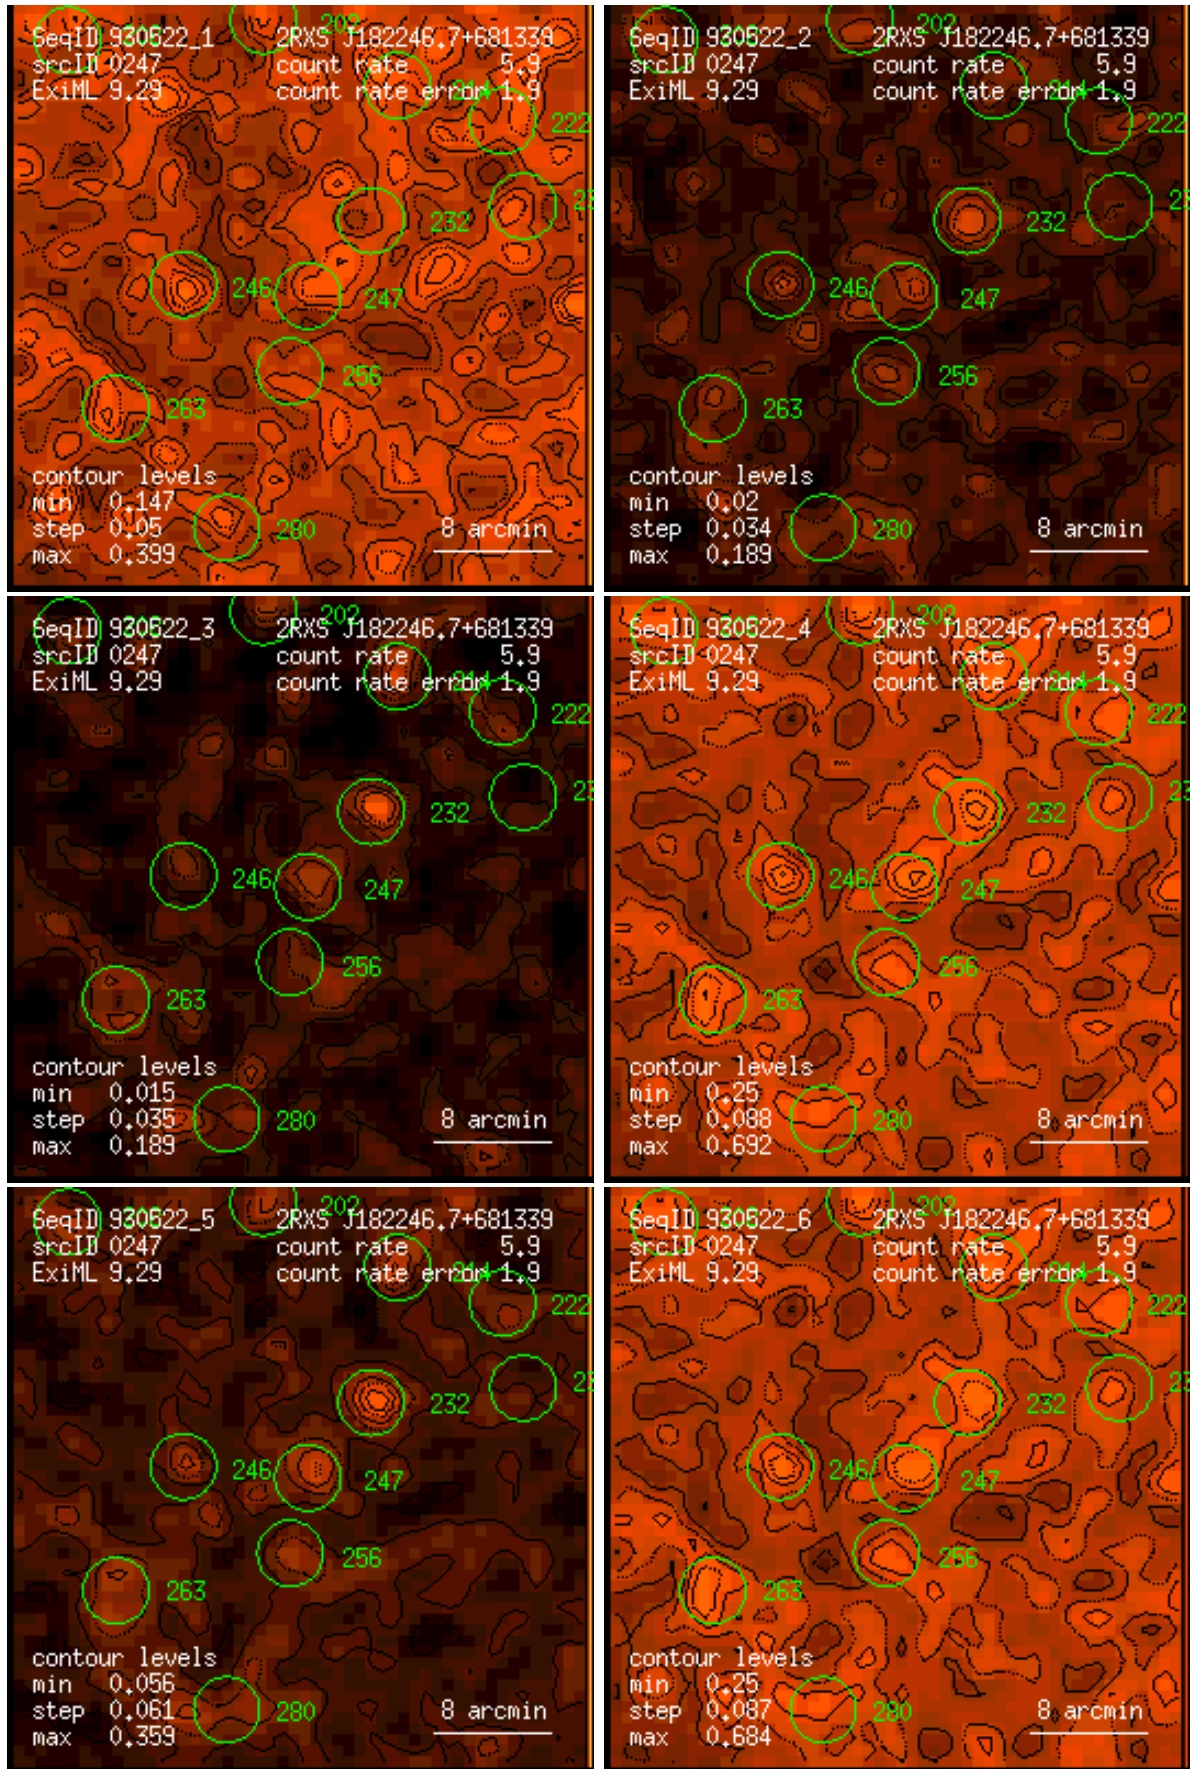 202
SeqID 930522_1 2RXS J182246.7+681339
srcID 0247 count rate 5.9
ExiML 9.29 count rate error 1.9
214
222
232
246
247
256
263
contour levels
min 0.147
step 0.05
max 0.399
280
8 arcmin
202
SeqID 930522_2 2RXS J182246.7+681339
srcID 0247 count rate 5.9
ExiML 9.29 count rate error 1.9
214
222
232
246
247
256
263
contour levels
min 0.02
step 0.034
max 0.189
280
8 arcmin
202
SeqID 930522_3 2RXS J182246.7+681339
srcID 0247 count rate 5.9
ExiML 9.29 count rate error 1.9
214
222
232
246
247
256
263
contour levels
min 0.015
step 0.035
max 0.189
280
8 arcmin
202
SeqID 930522_4 2RXS J182246.7+681339
srcID 0247 count rate 5.9
ExiML 9.29 count rate error 1.9
214
222
232
246
247
256
263
contour levels
min 0.25
step 0.088
max 0.692
280
8 arcmin
202
SeqID 930522_5 2RXS J182246.7+681339
srcID 0247 count rate 5.9
ExiML 9.29 count rate error 1.9
214
222
232
246
247
256
263
contour levels
min 0.056
step 0.061
max 0.359
280
8 arcmin
202
SeqID 930522_6 2RXS J182246.7+681339
srcID 0247 count rate 5.9
ExiML 9.29 count rate error 1.9
214
222
232
246
247
256
263
contour levels
min 0.25
step 0.087
max 0.684
280
8 arcmin